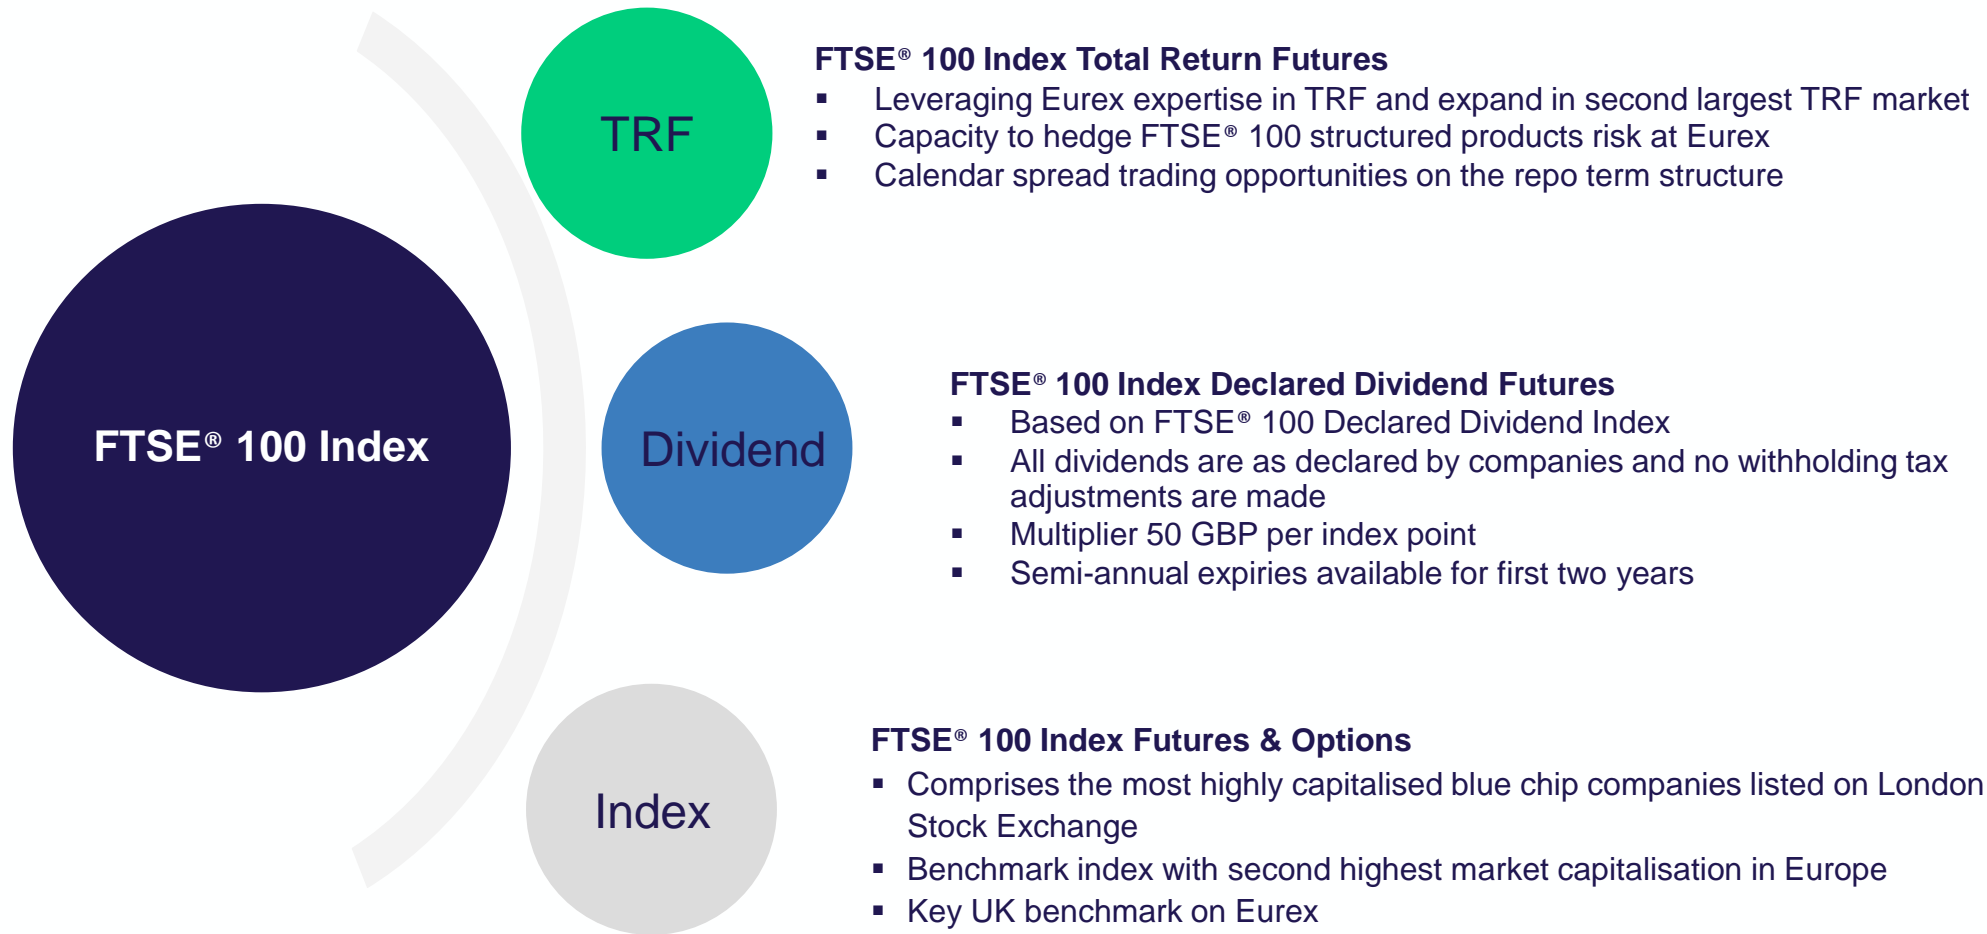 FTSE® 100 Index
TRF
FTSE® 100 Index Total Return Futures
▪ Leveraging Eurex expertise in TRF and expand in second largest TRF market
▪ Capacity to hedge FTSE® 100 structured products risk at Eurex
▪ Calendar spread trading opportunities on the repo term structure
Dividend
FTSE® 100 Index Declared Dividend Futures
▪ Based on FTSE® 100 Declared Dividend Index
▪ All dividends are as declared by companies and no withholding tax
adjustments are made
▪ Multiplier 50 GBP per index point
▪ Semi-annual expiries available for first two years
Index
FTSE® 100 Index Futures & Options
▪ Comprises the most highly capitalised blue chip companies listed on London
Stock Exchange
▪ Benchmark index with second highest market capitalisation in Europe
▪ Key UK benchmark on Eurex